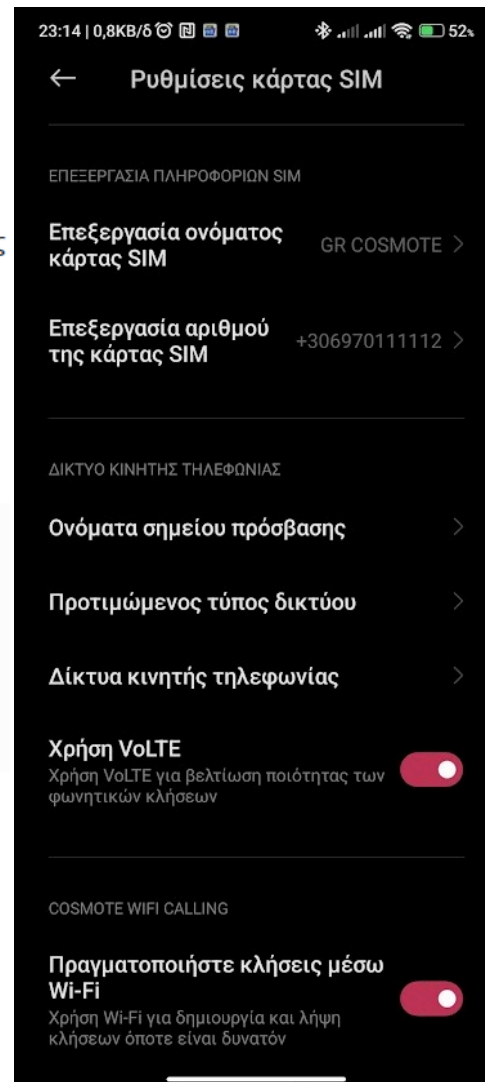 23:14 | 0,8KB/δ 52%
Ρυθμίσεις κάρτας SIM
ΕΠΕΞΕΡΓΑΣΙΑ ΠΛΗΡΟΦΟΡΙΩΝ SIM
Επεξεργασία ονόματος
κάρτας SIM
GR COSMOTE
Επεξεργασία αριθμού
της κάρτας SIM
+306970111112
ΔΙΚΤΥΟ ΚΙΝΗΤΗΣ ΤΗΛΕΦΩΝΙΑΣ
Ονόματα σημείου πρόσβασης
Προτιμώμενος τύπος δικτύου
Δίκτυα κινητής τηλεφωνίας
Χρήση VoLTE
Χρήση VoLTE για βελτίωση ποιότητας των
φωνητικών κλήσεων
COSMOTE WIFI CALLING
Πραγματοποιήστε κλήσεις μέσω
Wi-Fi
Χρήση Wi-Fi για δημιουργία και λήψη
κλήσεων όποτε είναι δυνατόν